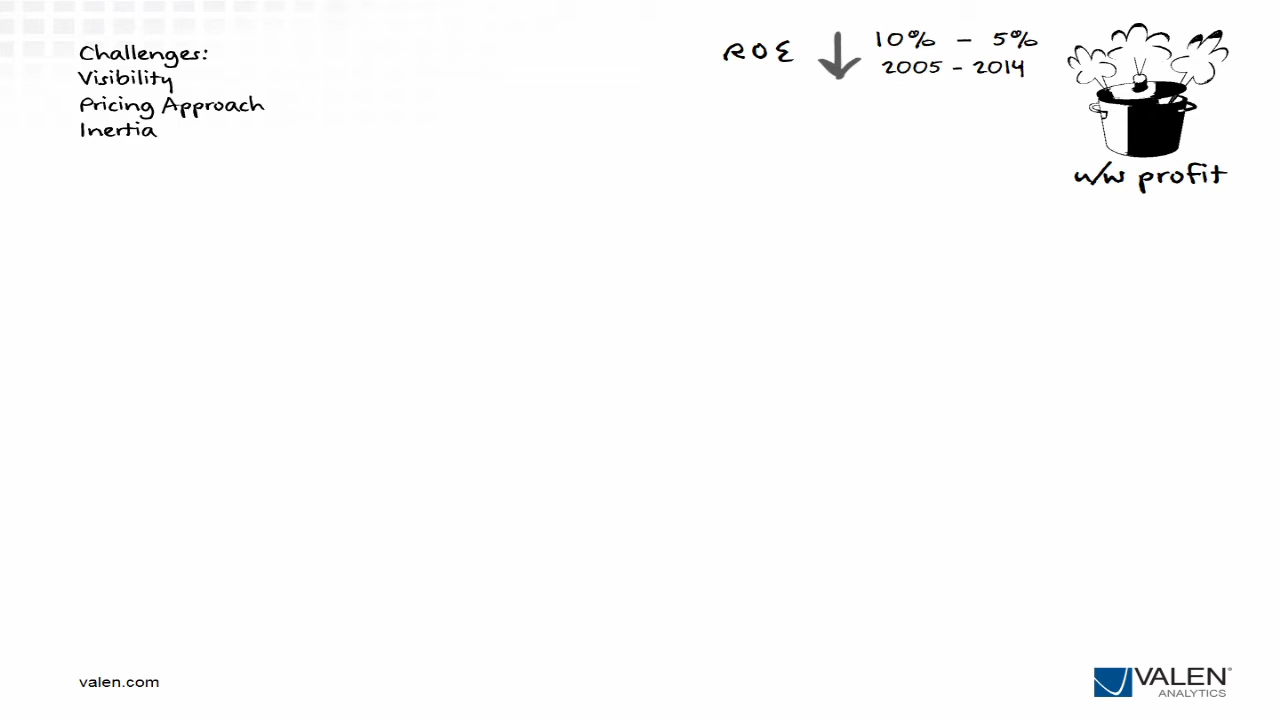 Challenges:
Visibility
Pricing Approach
Inertia
ROE 10% - 5%
2005 - 2014
u/w profit
valen.com
VALEN®
ANALYTICS